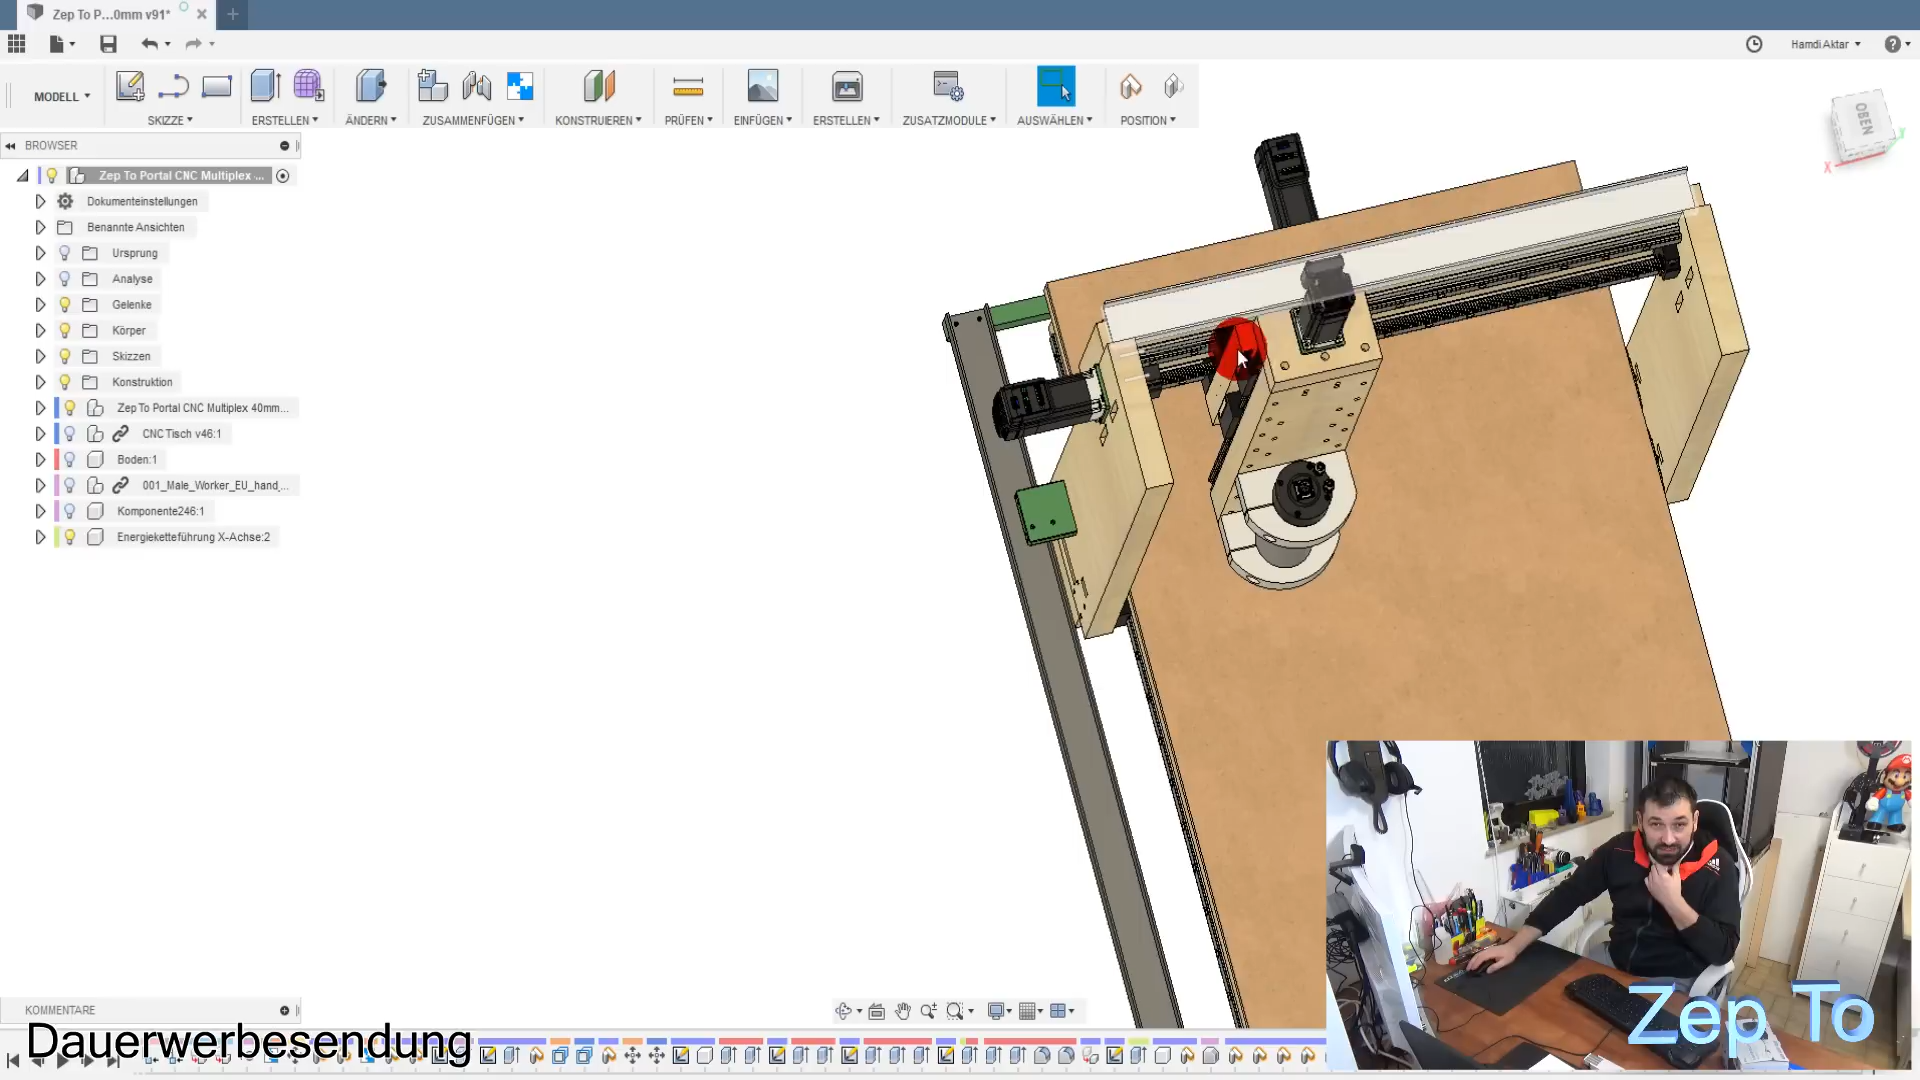 Zep To P...0mm v91*
Hamdi Aktar
MODELL
SKIZZE
ERSTELLEN
ÄNDERN
ZUSAMMENFÜGEN
KONSTRUIEREN
PRÜFEN
EINFÜGEN
ERSTELLEN
ZUSATZMODULE
AUSWÄHLEN
POSITION
OBEN
X
Y
BROWSER
Zep To Portal CNC Multiplex ...
Dokumenteinstellungen
Benannte Ansichten
Ursprung
Analyse
Gelenke
Körper
Skizzen
Konstruktion
Zep To Portal CNC Multiplex 40mm...
CNC Tisch v46:1
Boden:1
001_Male_Worker_EU_hand_...
Komponente246:1
Energieketteführung X-Achse:2
KOMMENTARE
Dauerwerbesendung
Zep To